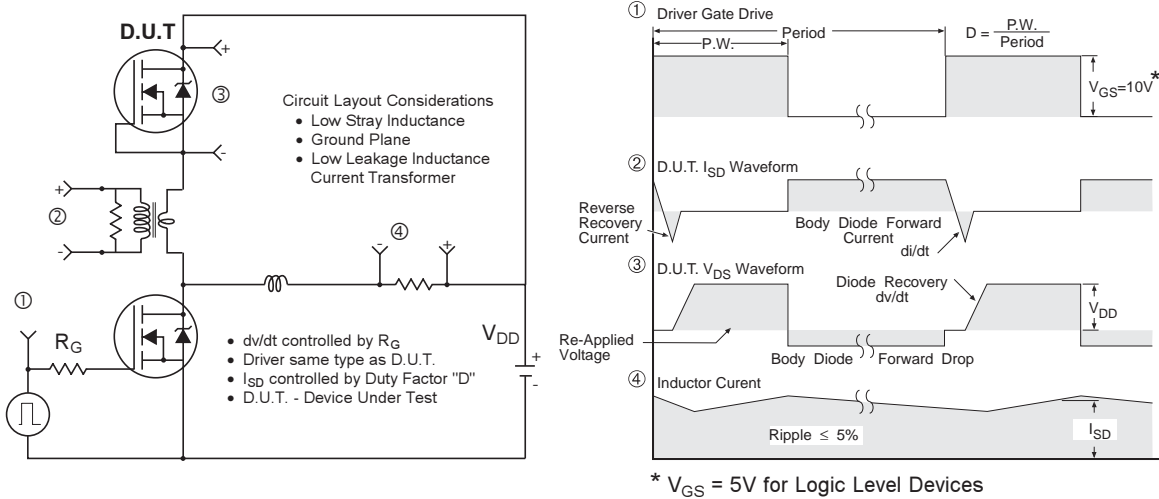 D.U.T
+
③
-
Circuit Layout Considerations
• Low Stray Inductance
• Ground Plane
• Low Leakage Inductance
Current Transformer
+
②
-
④
-
+
①
R_G
• dv/dt controlled by R_G
• Driver same type as D.U.T.
• I_SD controlled by Duty Factor "D"
• D.U.T. - Device Under Test
V_DD
+
-
① Driver Gate Drive
Period
P.W.
D = P.W. / Period
V_GS=10V *
② D.U.T. I_SD Waveform
Reverse
Recovery
Current
Body Diode Forward
Current
di/dt
③ D.U.T. V_DS Waveform
Diode Recovery
dv/dt
V_DD
Re-Applied
Voltage
Body Diode Forward Drop
④ Inductor Curent
Ripple ≤ 5%
I_SD
* V_GS = 5V for Logic Level Devices